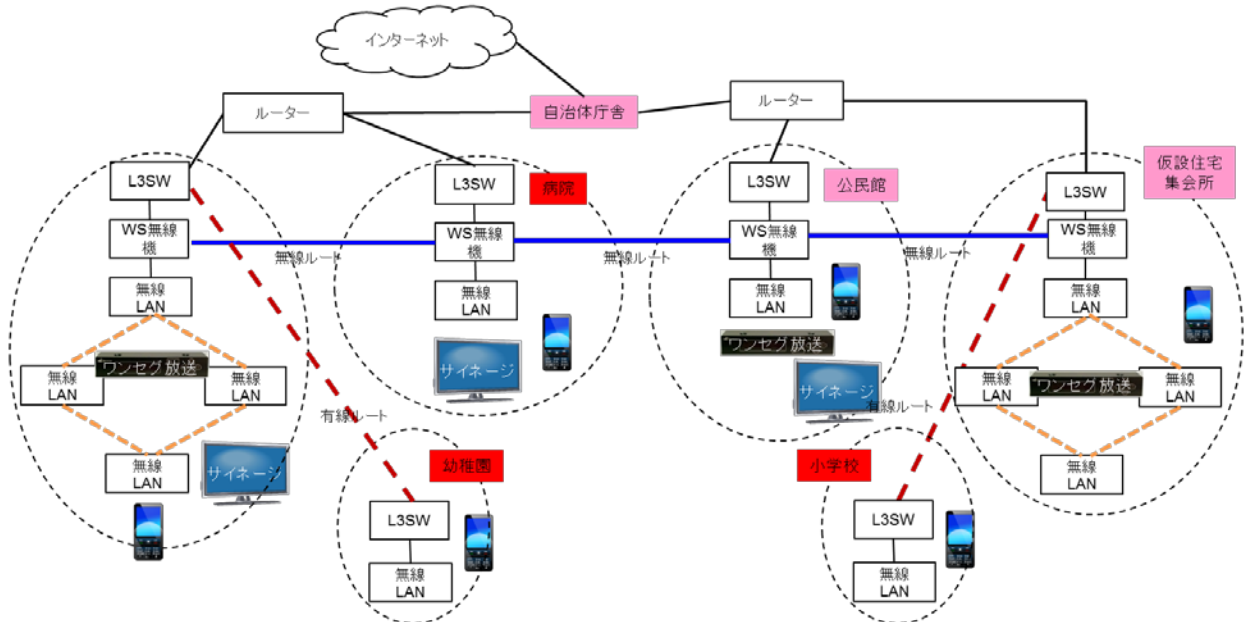 インターネット
ルーター
自治体庁舎
ルーター
L3SW
L3SW
病院
L3SW
公民館
L3SW
仮設住宅
集会所
WS無線
機
無線ルート
WS無線
機
無線ルート
WS無線
機
無線ルート
WS無線
機
無線
LAN
無線
LAN
無線
LAN
無線
LAN
無線
LAN
ワンセグ放送
無線
LAN
サイネージ
ワンセグ放送
サイネージ
無線
LAN
ワンセグ放送
無線
LAN
有線ルート
有線ルート
無線
LAN
サイネージ
幼稚園
小学校
無線
LAN
L3SW
L3SW
無線
LAN
無線
LAN